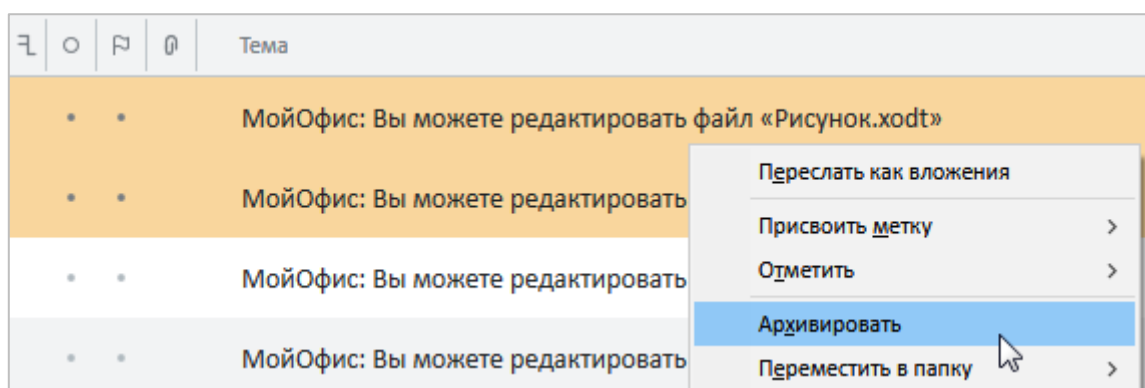 Тема
МойОфис: Вы можете редактировать файл «Рисунок.xodt»
Переслать как вложения
МойОфис: Вы можете редактировать
Присвоить метку
Отметить
МойОфис: Вы можете редактировать
Архивировать
МойОфис: Вы можете редактировать
Переместить в папку